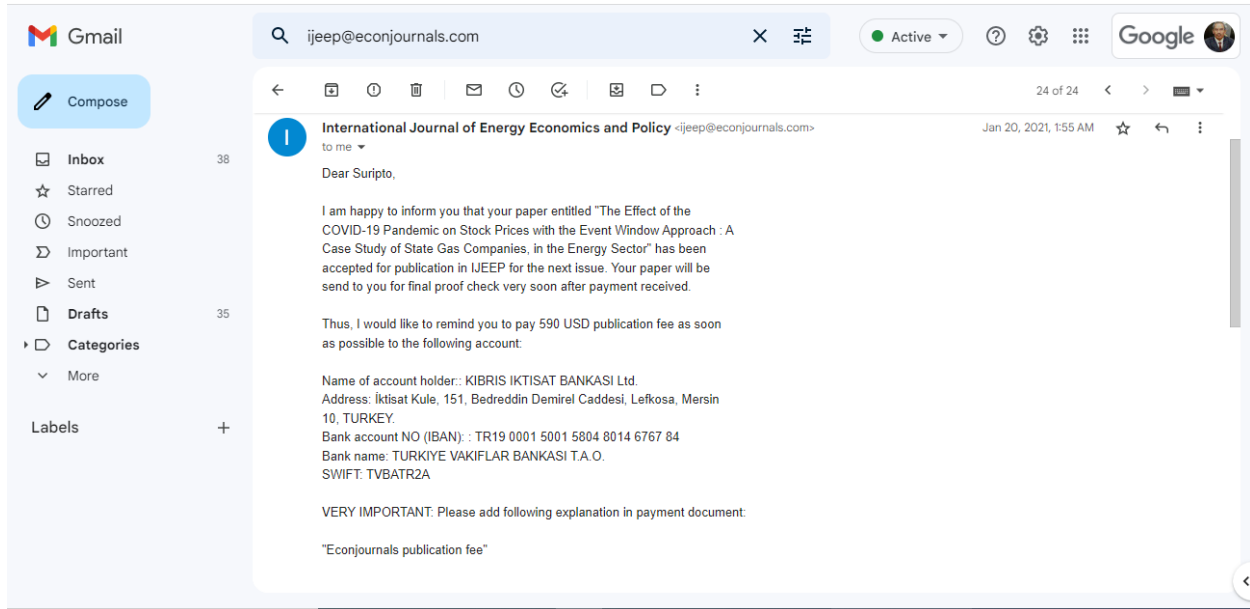 Gmail
ijeep@econjournals.com
Active
Google
Compose
24 of 24
Inbox 38
Starred
Snoozed
Important
Sent
Drafts 35
Categories
More
Labels
International Journal of Energy Economics and Policy <ijeep@econjournals.com>
Jan 20, 2021, 1:55 AM
to me
Dear Suripto,
I am happy to inform you that your paper entitled "The Effect of the
COVID-19 Pandemic on Stock Prices with the Event Window Approach : A
Case Study of State Gas Companies, in the Energy Sector" has been
accepted for publication in IJEEP for the next issue. Your paper will be
send to you for final proof check very soon after payment received.
Thus, I would like to remind you to pay 590 USD publication fee as soon
as possible to the following account:
Name of account holder:: KIBRIS IKTISAT BANKASI Ltd.
Address: İktisat Kule, 151, Bedreddin Demirel Caddesi, Lefkosa, Mersin
10, TURKEY.
Bank account NO (IBAN): : TR19 0001 5001 5804 8014 6767 84
Bank name: TURKIYE VAKIFLAR BANKASI T.A.O.
SWIFT: TVBATR2A
VERY IMPORTANT: Please add following explanation in payment document:
"Econjournals publication fee"
I